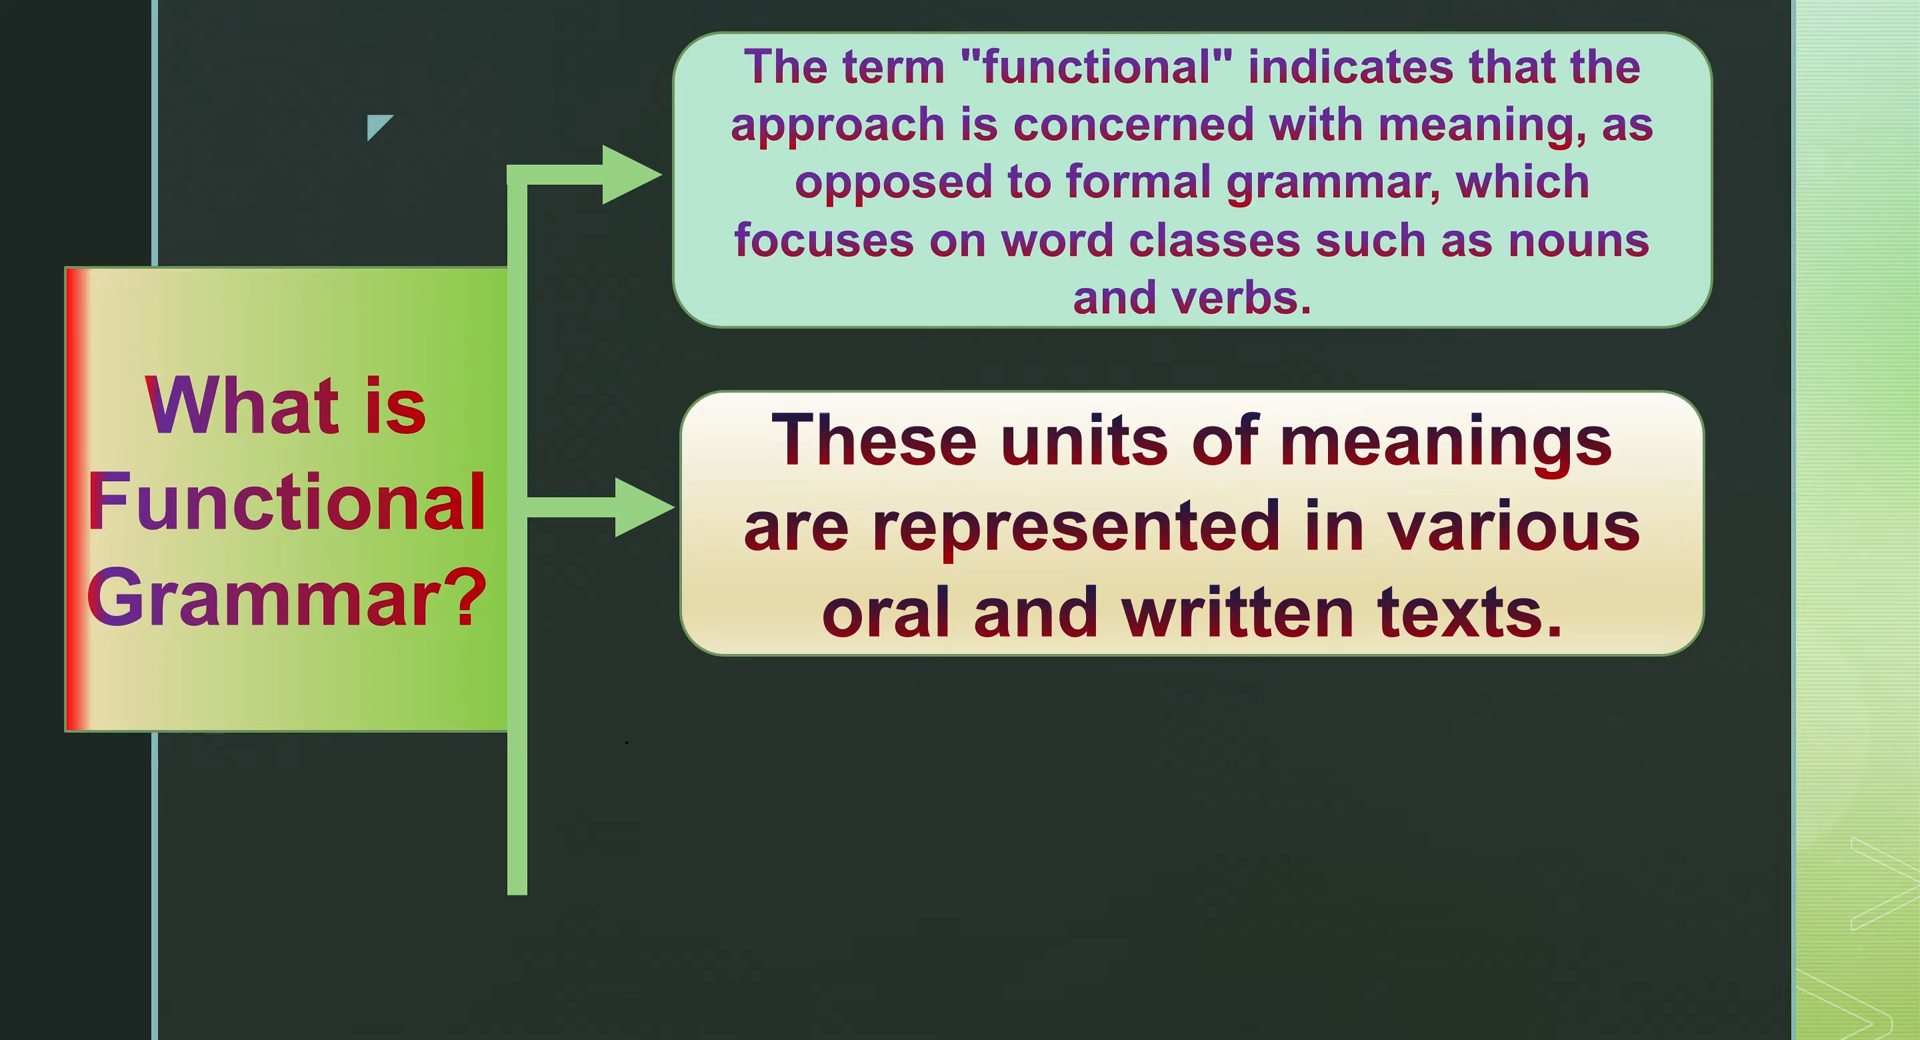 What is
Functional
Grammar?
The term "functional" indicates that the
approach is concerned with meaning, as
opposed to formal grammar, which
focuses on word classes such as nouns
and verbs.
These units of meanings
are represented in various
oral and written texts.